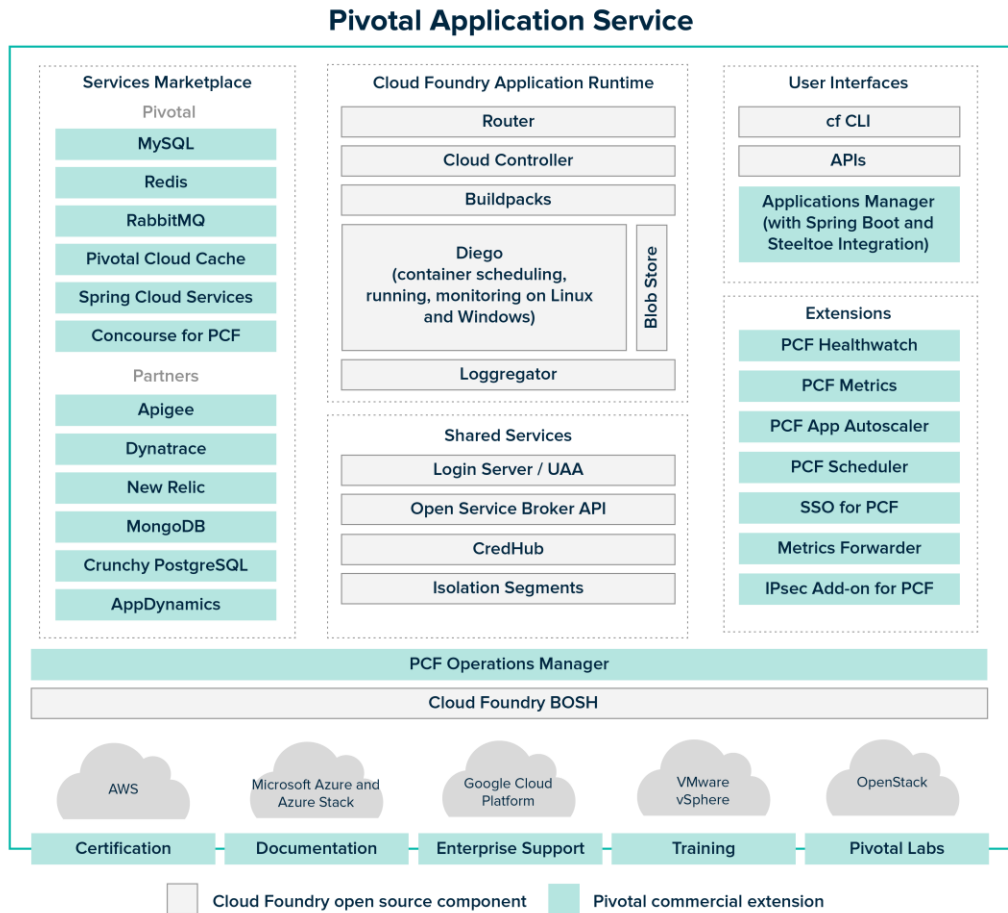 Pivotal Application Service
Services Marketplace
Pivotal
MySQL
Redis
RabbitMQ
Pivotal Cloud Cache
Spring Cloud Services
Concourse for PCF
Partners
Apigee
Dynatrace
New Relic
MongoDB
Crunchy PostgreSQL
AppDynamics
Cloud Foundry Application Runtime
Router
Cloud Controller
Buildpacks
Diego
(container scheduling,
running, monitoring on Linux
and Windows)
Blob Store
Loggregator
Shared Services
Login Server / UAA
Open Service Broker API
CredHub
Isolation Segments
User Interfaces
cf CLI
APIs
Applications Manager
(with Spring Boot and
Steeltoe Integration)
Extensions
PCF Healthwatch
PCF Metrics
PCF App Autoscaler
PCF Scheduler
SSO for PCF
Metrics Forwarder
IPsec Add-on for PCF
PCF Operations Manager
Cloud Foundry BOSH
AWS
Microsoft Azure and
Azure Stack
Google Cloud
Platform
VMware
vSphere
OpenStack
Certification
Documentation
Enterprise Support
Training
Pivotal Labs
Cloud Foundry open source component
Pivotal commercial extension